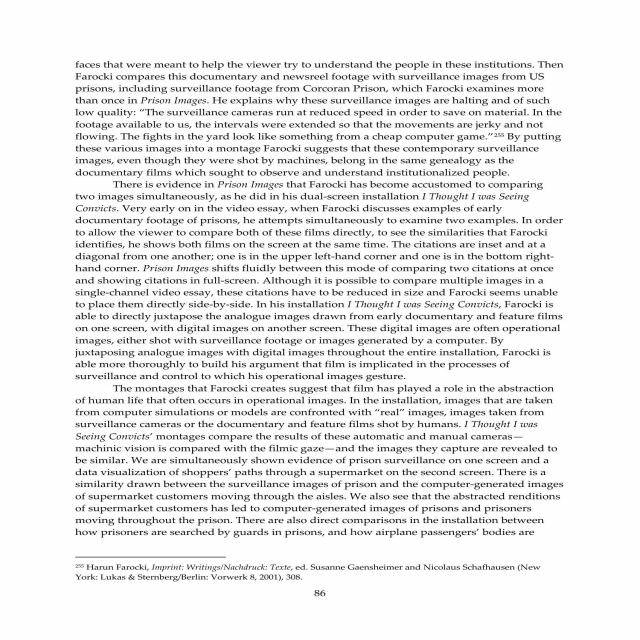 faces that were meant to help the viewer try to understand the people in these institutions. Then
Farocki compares this documentary and newsreel footage with surveillance images from US
prisons, including surveillance footage from Corcoran Prison, which Farocki examines more
than once in Prison Images. He explains why these surveillance images are halting and of such
low quality: “The surveillance cameras run at reduced speed in order to save on material. In the
footage available to us, the intervals were extended so that the movements are jerky and not
flowing. The fights in the yard look like something from a cheap computer game.”255 By putting
these various images into a montage Farocki suggests that these contemporary surveillance
images, even though they were shot by machines, belong in the same genealogy as the
documentary films which sought to observe and understand institutionalized people.
There is evidence in Prison Images that Farocki has become accustomed to comparing
two images simultaneously, as he did in his dual-screen installation I Thought I was Seeing
Convicts. Very early on in the video essay, when Farocki discusses examples of early
documentary footage of prisons, he attempts simultaneously to examine two examples. In order
to allow the viewer to compare both of these films directly, to see the similarities that Farocki
identifies, he shows both films on the screen at the same time. The citations are inset and at a
diagonal from one another; one is in the upper left-hand corner and one is in the bottom right-
hand corner. Prison Images shifts fluidly between this mode of comparing two citations at once
and showing citations in full-screen. Although it is possible to compare multiple images in a
single-channel video essay, these citations have to be reduced in size and Farocki seems unable
to place them directly side-by-side. In his installation I Thought I was Seeing Convicts, Farocki is
able to directly juxtapose the analogue images drawn from early documentary and feature films
on one screen, with digital images on another screen. These digital images are often operational
images, either shot with surveillance footage or images generated by a computer. By
juxtaposing analogue images with digital images throughout the entire installation, Farocki is
able more thoroughly to build his argument that film is implicated in the processes of
surveillance and control to which his operational images gesture.
The montages that Farocki creates suggest that film has played a role in the abstraction
of human life that often occurs in operational images. In the installation, images that are taken
from computer simulations or models are confronted with “real” images, images taken from
surveillance cameras or the documentary and feature films shot by humans. I Thought I was
Seeing Convicts’ montages compare the results of these automatic and manual cameras—
machinic vision is compared with the filmic gaze—and the images they capture are revealed to
be similar. We are simultaneously shown evidence of prison surveillance on one screen and a
data visualization of shoppers’ paths through a supermarket on the second screen. There is a
similarity drawn between the surveillance images of prison and the computer-generated images
of supermarket customers moving through the aisles. We also see that the abstracted renditions
of supermarket customers has led to computer-generated images of prisons and prisoners
moving throughout the prison. There are also direct comparisons in the installation between
how prisoners are searched by guards in prisons, and how airplane passengers’ bodies are
255 Harun Farocki, Imprint: Writings/Nachdruck: Texte, ed. Susanne Gaensheimer and Nicolaus Schafhausen (New
York: Lukas & Sternberg/Berlin: Vorwerk 8, 2001), 308.
86